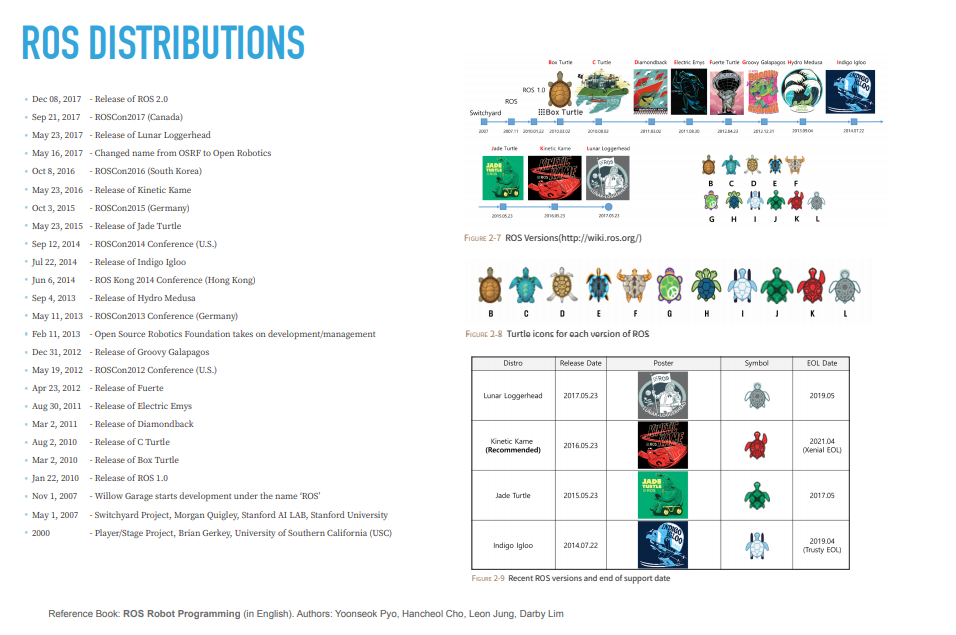 ROS DISTRIBUTIONS
Dec 08, 2017 - Release of ROS 2.0
Sep 21, 2017 - ROSCon2017 (Canada)
May 23, 2017 - Release of Lunar Loggerhead
May 16, 2017 - Changed name from OSRF to Open Robotics
Oct 8, 2016 - ROSCon2016 (South Korea)
May 23, 2016 - Release of Kinetic Kame
Oct 3, 2015 - ROSCon2015 (Germany)
May 23, 2015 - Release of Jade Turtle
Sep 12, 2014 - ROSCon2014 Conference (U.S.)
Jul 22, 2014 - Release of Indigo Igloo
Jun 6, 2014 - ROS Kong 2014 Conference (Hong Kong)
Sep 4, 2013 - Release of Hydro Medusa
May 11, 2013 - ROSCon2013 Conference (Germany)
Feb 11, 2013 - Open Source Robotics Foundation takes on development/management
Dec 31, 2012 - Release of Groovy Galapagos
May 19, 2012 - ROSCon2012 Conference (U.S.)
Apr 23, 2012 - Release of Fuerte
Aug 30, 2011 - Release of Electric Emys
Mar 2, 2011 - Release of Diamondback
Aug 2, 2010 - Release of C Turtle
Mar 2, 2010 - Release of Box Turtle
Jan 22, 2010 - Release of ROS 1.0
Nov 1, 2007 - Willow Garage starts development under the name ‘ROS’
May 1, 2007 - Switchyard Project, Morgan Quigley, Stanford AI LAB, Stanford University
2000 - Player/Stage Project, Brian Gerkey, University of Southern California (USC)
Box Turtle C Turtle Diamondback Electric Emys Fuerte Turtle Groovy Galapagos Hydro Medusa Indigo Igloo
ROS 1.0
ROS
Switchyard
Box Turtle
2007 2007.11 2010.01.22 2010.03.02 2010.08.02 2011.03.02 2011.08.30 2012.04.23 2012.12.31 2013.09.04 2014.07.22
Jade Turtle Kinetic Kame Lunar Loggerhead
JADE TURTLE
KINETIC KAME
ROS
2015.05.23 2016.05.23 2017.05.23
B C D E F
G H I J K L
FIGURE 2-7 ROS Versions(http://wiki.ros.org/)
B C D E F G H I J K L
FIGURE 2-8 Turtle icons for each version of ROS
Distro Release Date Poster Symbol EOL Date
Lunar Loggerhead 2017.05.23 2019.05
Kinetic Kame (Recommended) 2016.05.23 2021.04 (Xenial EOL)
Jade Turtle 2015.05.23 JADE TURTLE 2017.05
Indigo Igloo 2014.07.22 INDIGO IGLOO 2019.04 (Trusty EOL)
FIGURE 2-9 Recent ROS versions and end of support date
Reference Book: ROS Robot Programming (in English). Authors: Yoonseok Pyo, Hancheol Cho, Leon Jung, Darby Lim